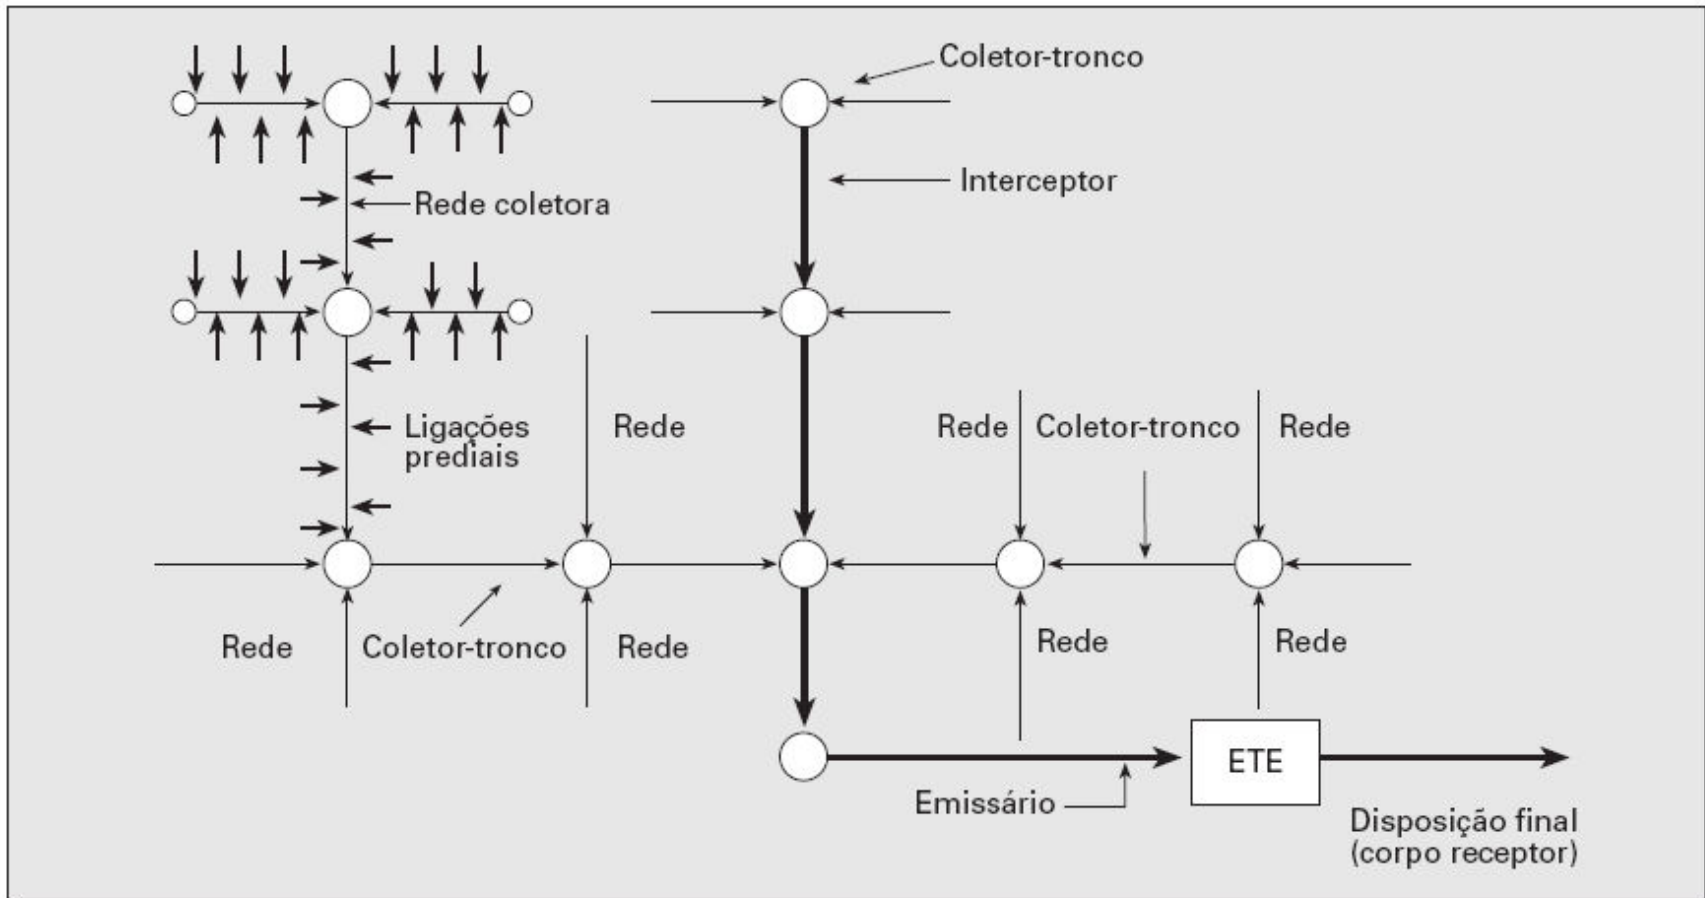 Coletor-tronco
Interceptor
Rede coletora
Ligações
prediais
Rede
Rede
Coletor-tronco
Rede
Rede
Coletor-tronco
Rede
Rede
Rede
ETE
Emissário
Disposição final
(corpo receptor)